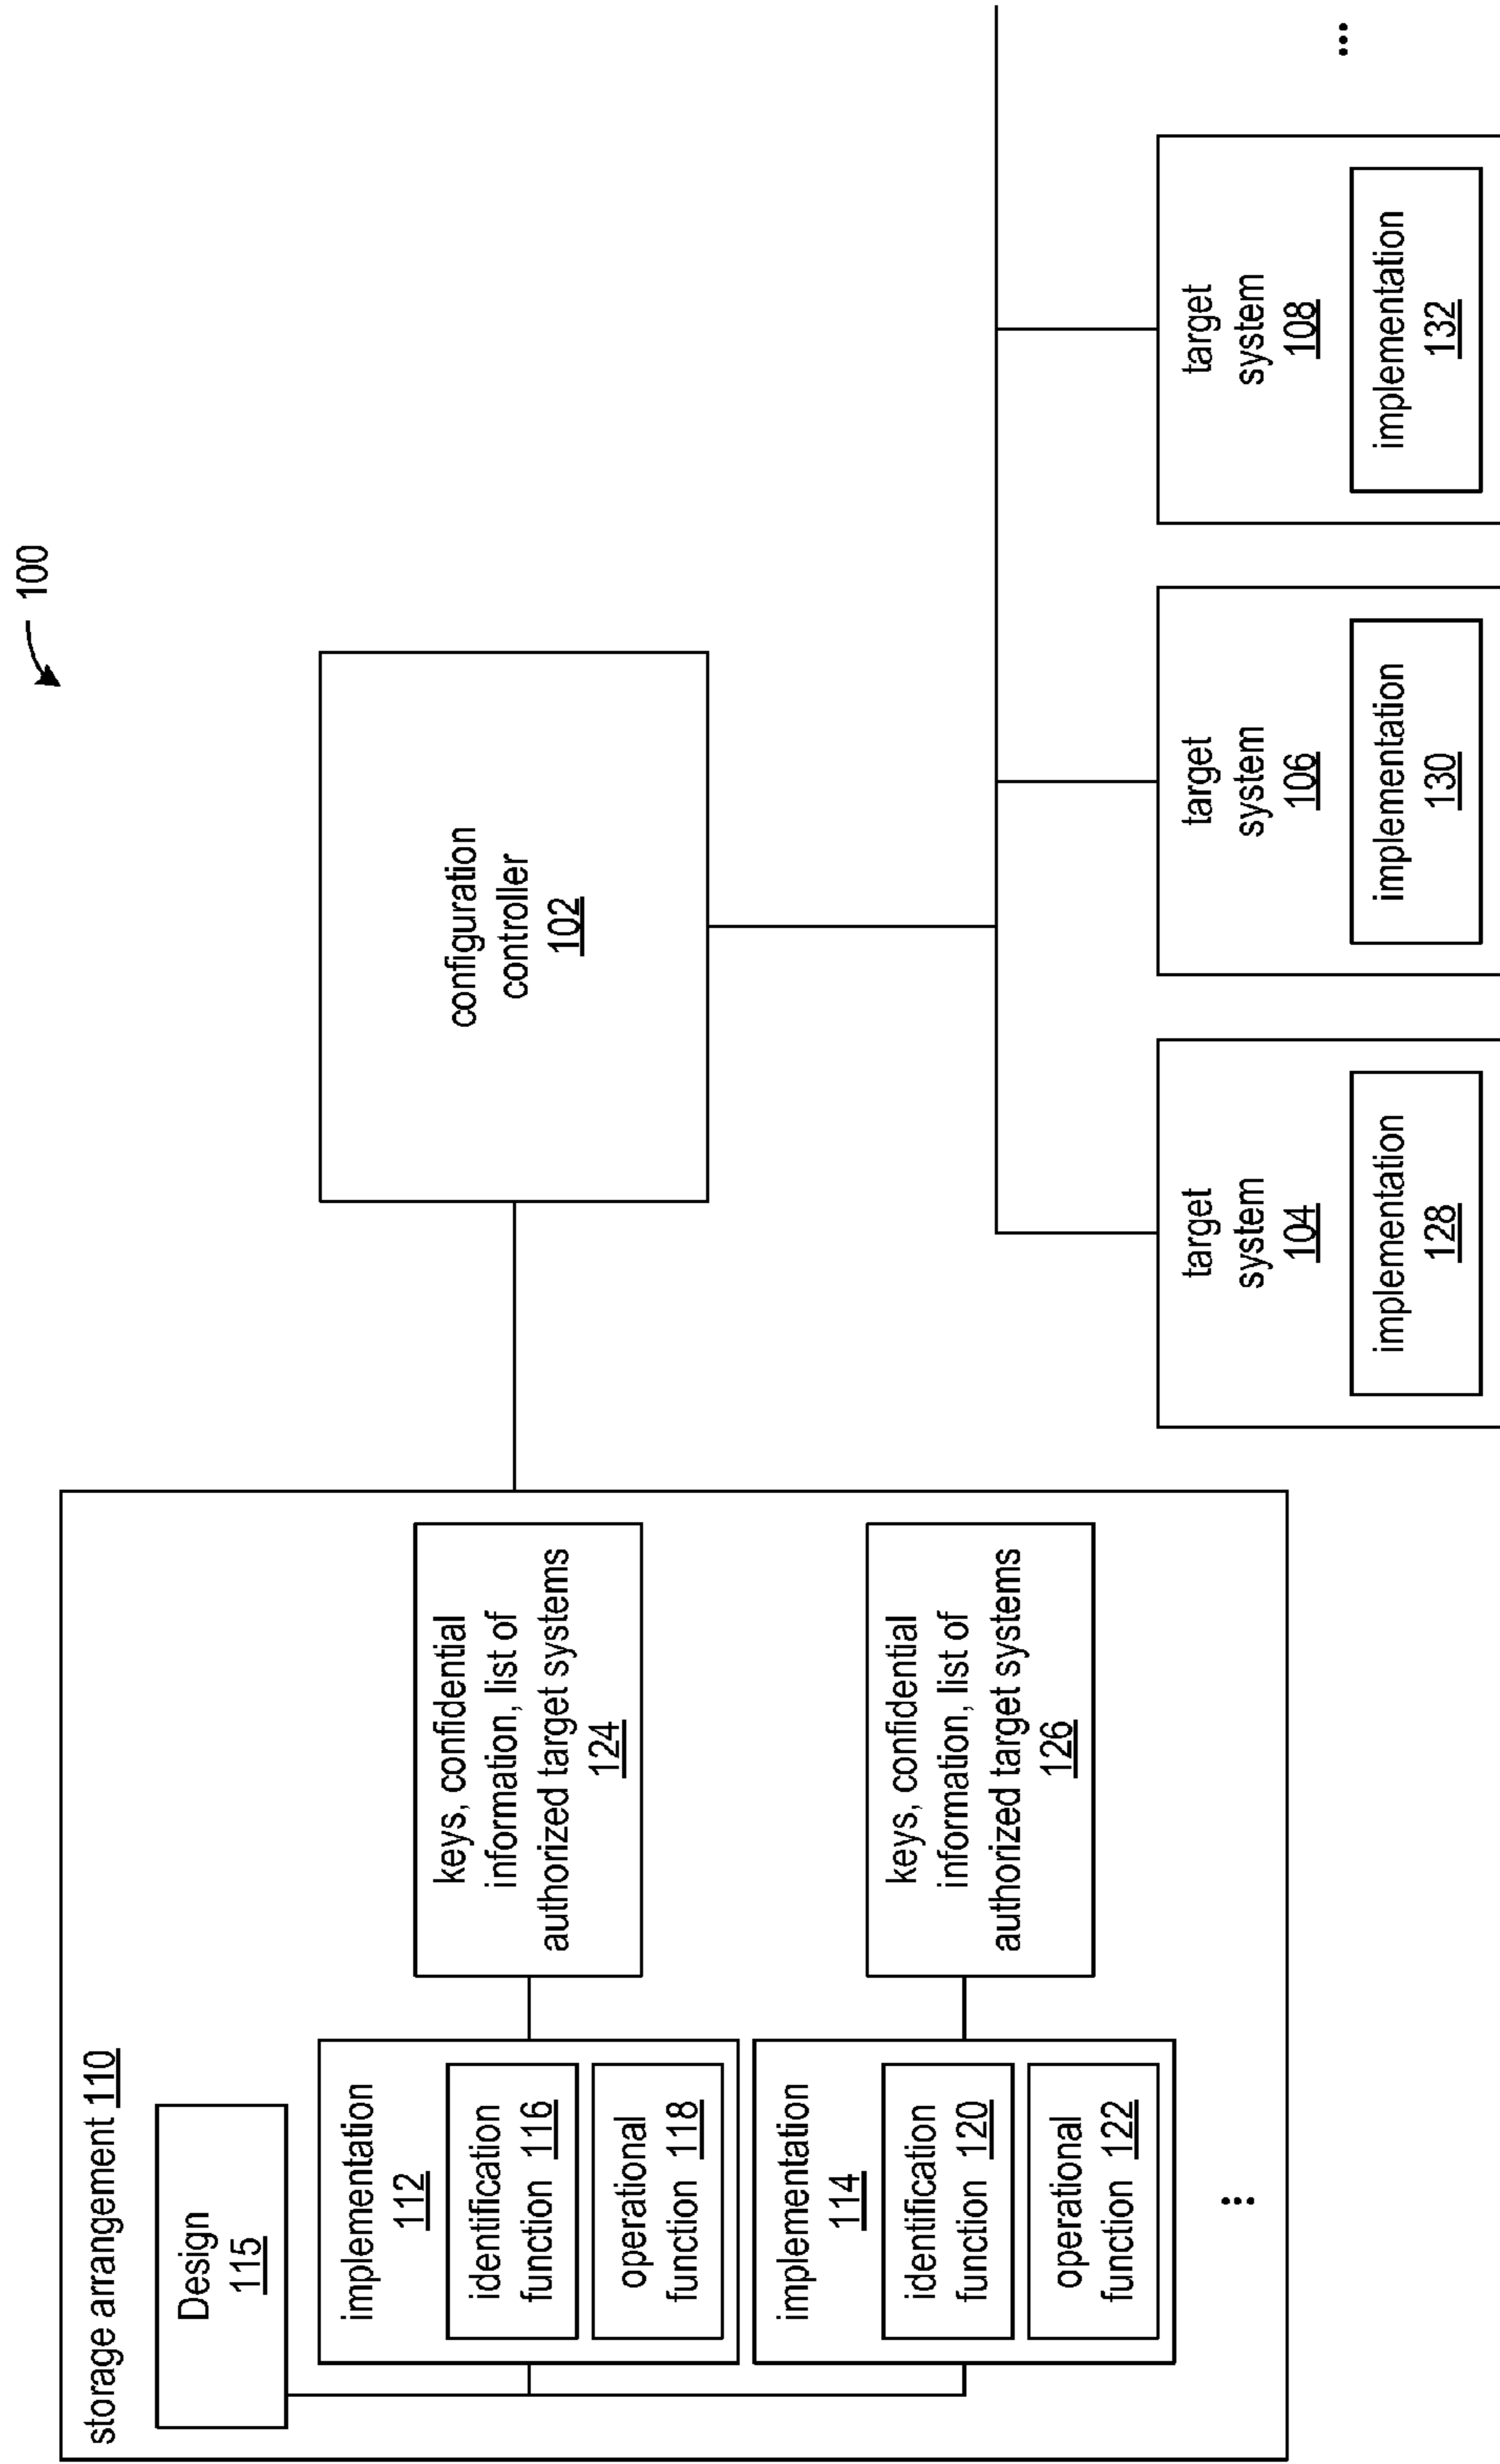 100
storage arrangement 110
Design
115
implementation
112
identification
function 116
operational
function 118
keys, confidential
information, list of
authorized target systems
124
implementation
114
identification
function 120
operational
function 122
keys, confidential
information, list of
authorized target systems
126
...
configuration
controller
102
target
system
104
implementation
128
target
system
106
implementation
130
target
system
108
implementation
132
...